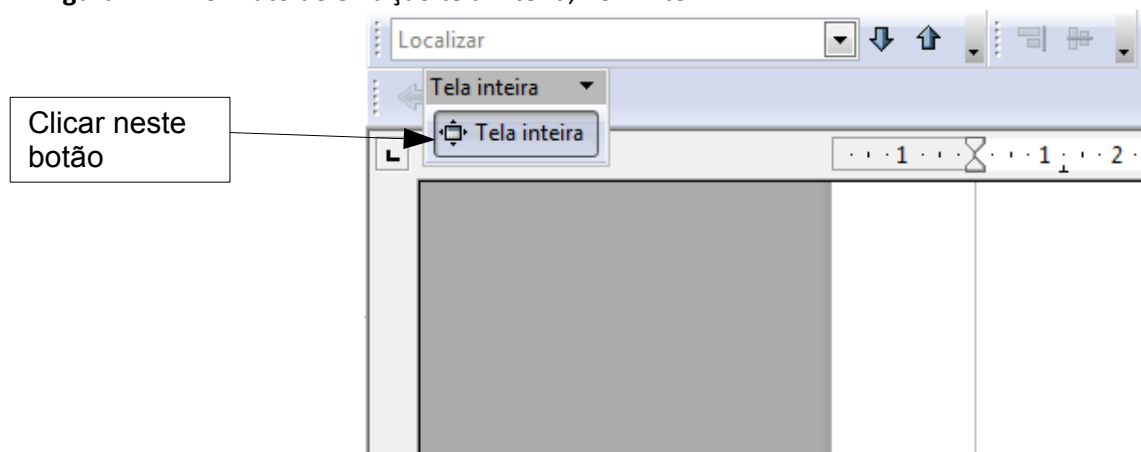 Localizar
Tela inteira
Clicar neste
botão
Tela inteira
1 1 2